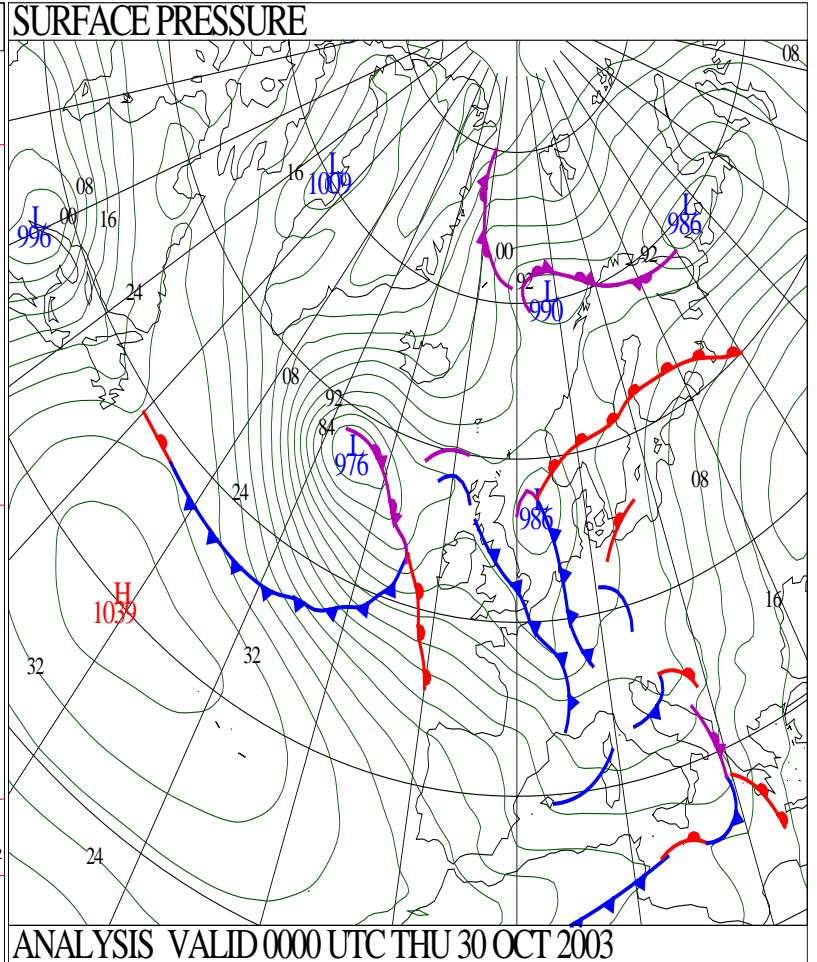 SURFACE PRESSURE
08
L
1009
16
08
00
16
L
996
L
986
00
92
92
L
990
24
08
92
84
L
976
24
L
986
08
H
1039
16
32
32
24
ANALYSIS VALID 0000 UTC THU 30 OCT 2003